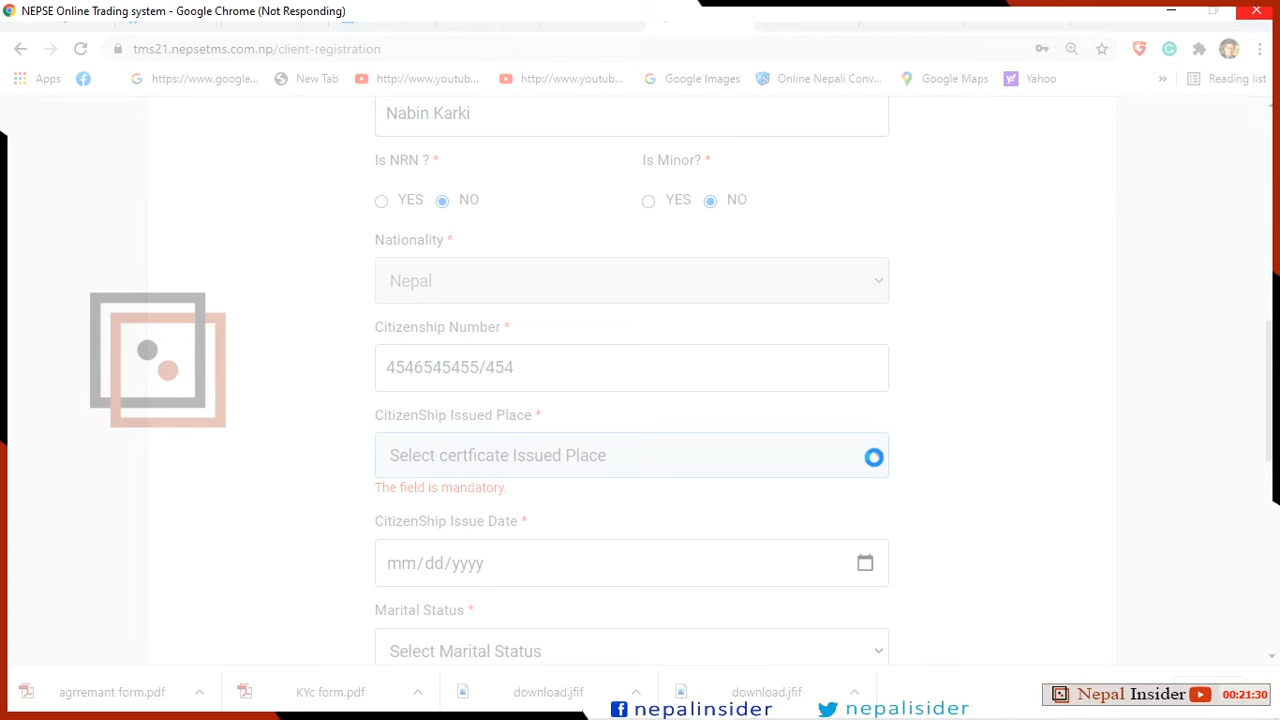 NEPSE Online Trading system - Google Chrome (Not Responding)
tms21.nepsetms.com.np/client-registration
Apps https://www.google... New Tab http://www.youtub... http://www.youtub... Google Images Online Nepali Conv... Google Maps Yahoo » Reading list
Nabin Karki
Is NRN ? * Is Minor? *
YES NO YES NO
Nationality *
Nepal
Citizenship Number *
4546545455/454
CitizenShip Issued Place *
Select certficate Issued Place
The field is mandatory.
CitizenShip Issue Date *
mm/dd/yyyy
Marital Status *
Select Marital Status
agrremant form.pdf KYc form.pdf download.jfif download.jfif
Nepal Insider 00:21:30
nepalinsider nepalisider